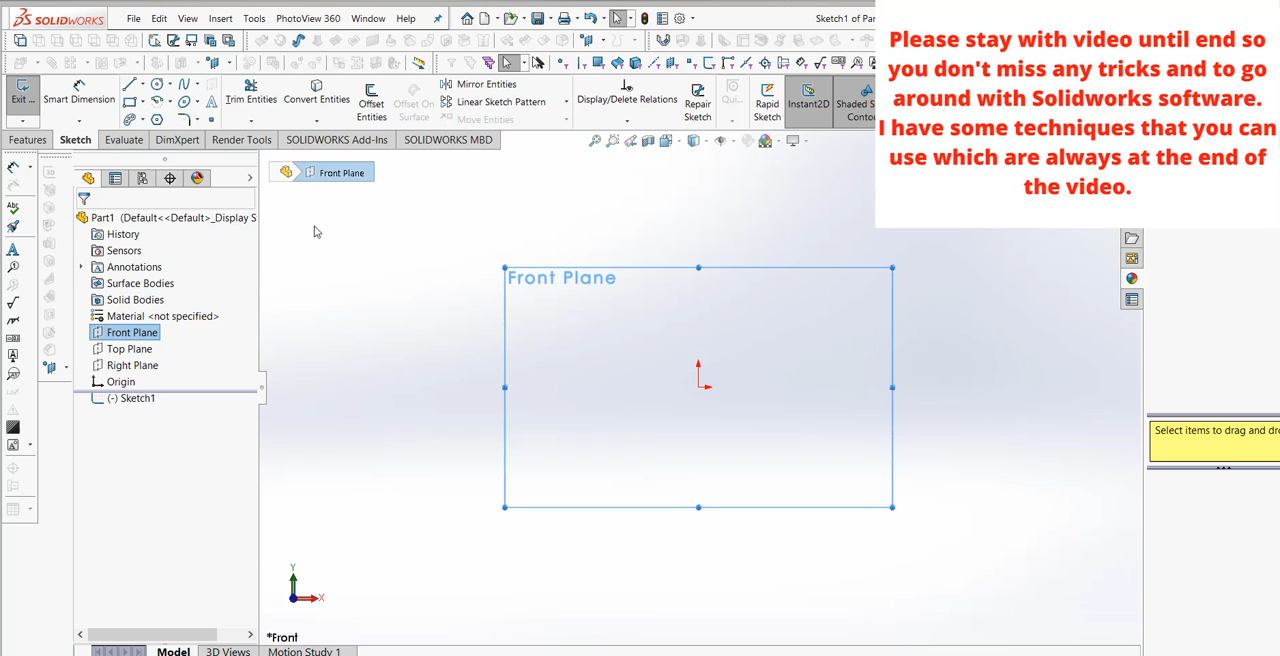 SOLIDWORKS File Edit View Insert Tools PhotoView 360 Window Help Sketch1 of Par
Please stay with video until end so
you don't miss any tricks and to go
around with Solidworks software.
I have some techniques that you can
use which are always at the end of
the video.
Exit ... Smart Dimension Trim Entities Convert Entities Offset Entities Offset On Surface Mirror Entities
Linear Sketch Pattern
Move Entities
Display/Delete Relations Repair Sketch Qui... Rapid Sketch Instant2D Shaded S Contou
Features Sketch Evaluate DimXpert Render Tools SOLIDWORKS Add-Ins SOLIDWORKS MBD
Front Plane
Part1 (Default<<Default>_Display S
History
Sensors
Annotations
Surface Bodies
Solid Bodies
Material <not specified>
Front Plane
Top Plane
Right Plane
Origin
(-) Sketch1
Front Plane
Select items to drag and dro
Y
X
*Front
Model 3D Views Motion Study 1